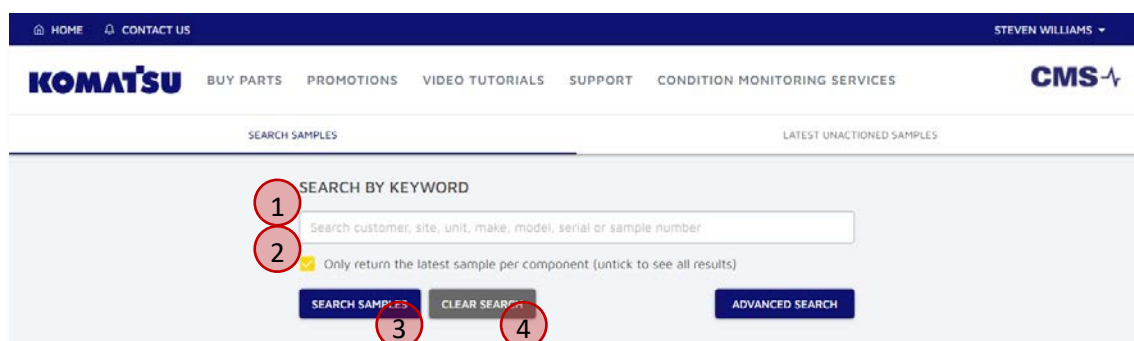 HOME CONTACT US STEVEN WILLIAMS
KOMATSU BUY PARTS PROMOTIONS VIDEO TUTORIALS SUPPORT CONDITION MONITORING SERVICES CMS
SEARCH SAMPLES LATEST UNACTIONED SAMPLES
SEARCH BY KEYWORD
1
Search customer, site, unit, make, model, serial or sample number
2
Only return the latest sample per component (untick to see all results)
SEARCH SAMPLES CLEAR SEARCH ADVANCED SEARCH
3 4